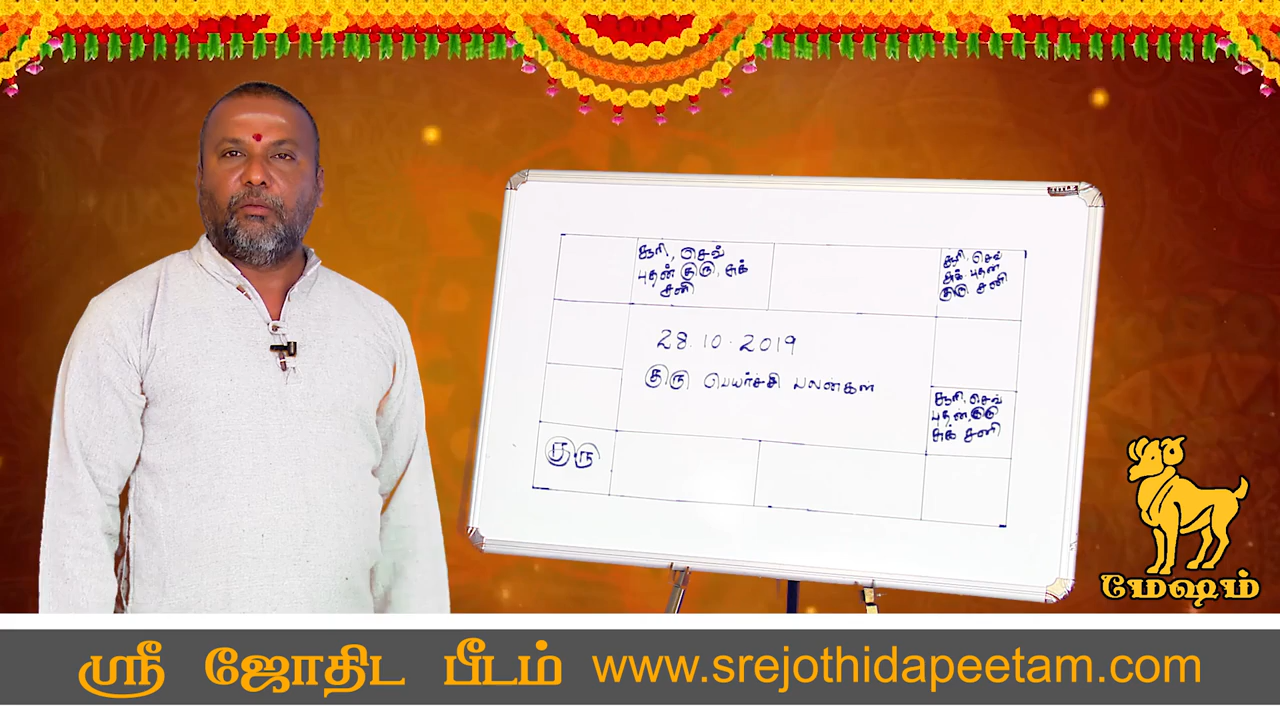 சூரி, செவ்
புதன் குரு, சுக்
சனி
சூரி, செவ்
சுக் புதன்
குரு சனி
28.10.2019
குரு பெயர்ச்சி பலன்கள்
சூரி, செவ்
புதன், குரு
சுக் சனி
குரு
மேஷம்
ஸ்ரீ ஜோதிட பீடம் www.srejothidapeetam.com